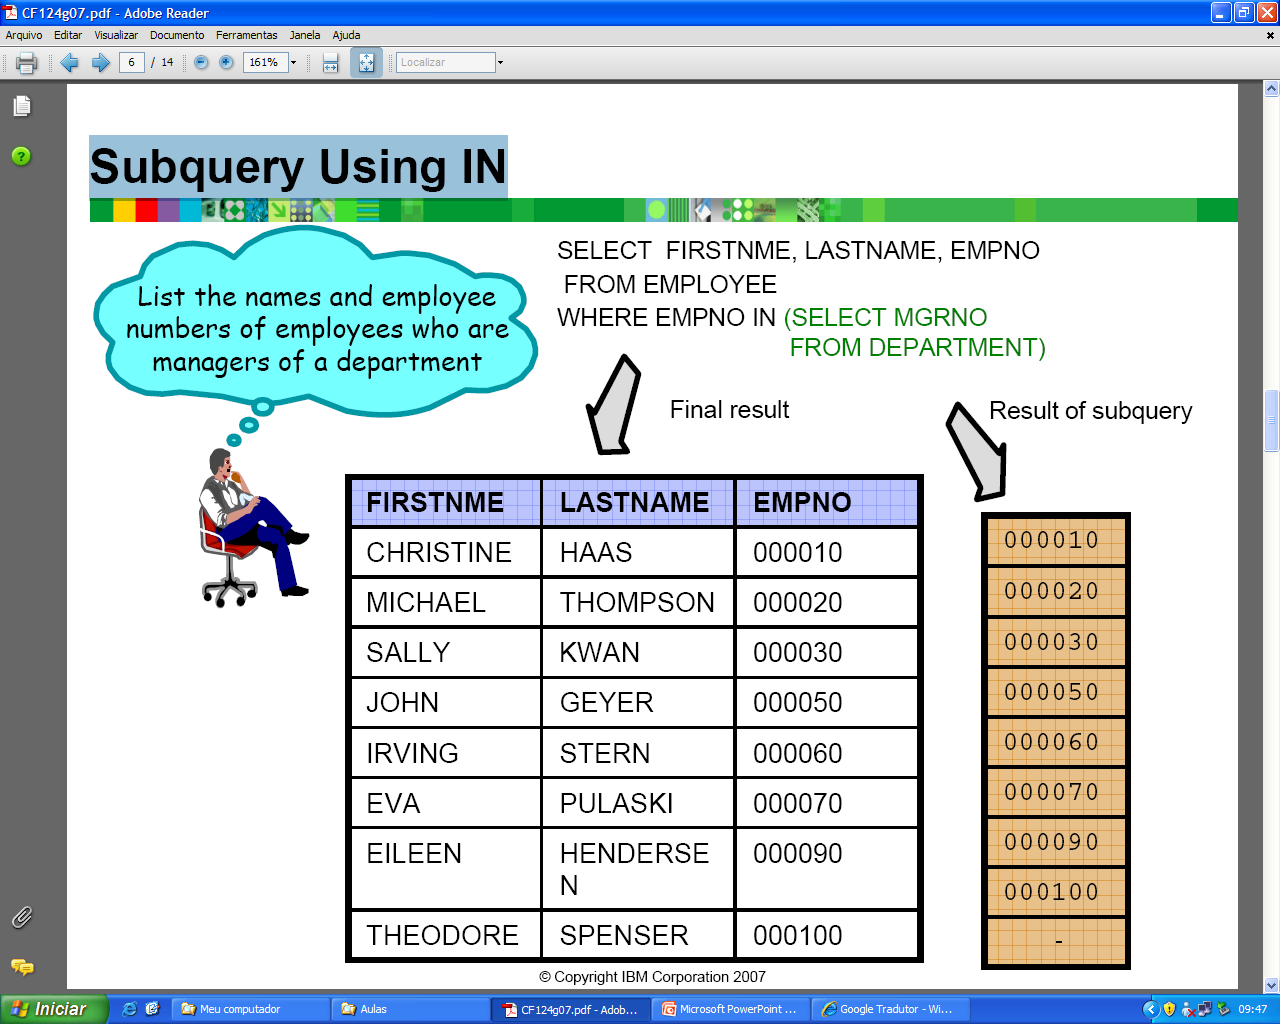 CF124g07.pdf - Adobe Reader
Arquivo Editar Visualizar Documento Ferramentas Janela Ajuda
6 / 14 161% Localizar
Subquery Using IN
List the names and employee
numbers of employees who are
managers of a department
SELECT FIRSTNME, LASTNAME, EMPNO
FROM EMPLOYEE
WHERE EMPNO IN (SELECT MGRNO
FROM DEPARTMENT)
Final result
Result of subquery
FIRSTNME LASTNAME EMPNO
CHRISTINE HAAS 000010
MICHAEL THOMPSON 000020
SALLY KWAN 000030
JOHN GEYER 000050
IRVING STERN 000060
EVA PULASKI 000070
EILEEN HENDERSE 000090
N
THEODORE SPENSER 000100
000010
000020
000030
000050
000060
000070
000090
000100
-
© Copyright IBM Corporation 2007
Iniciar Meu computador Aulas CF124g07.pdf - Adob... Microsoft PowerPoint ... Google Tradutor - Wi... 09:47